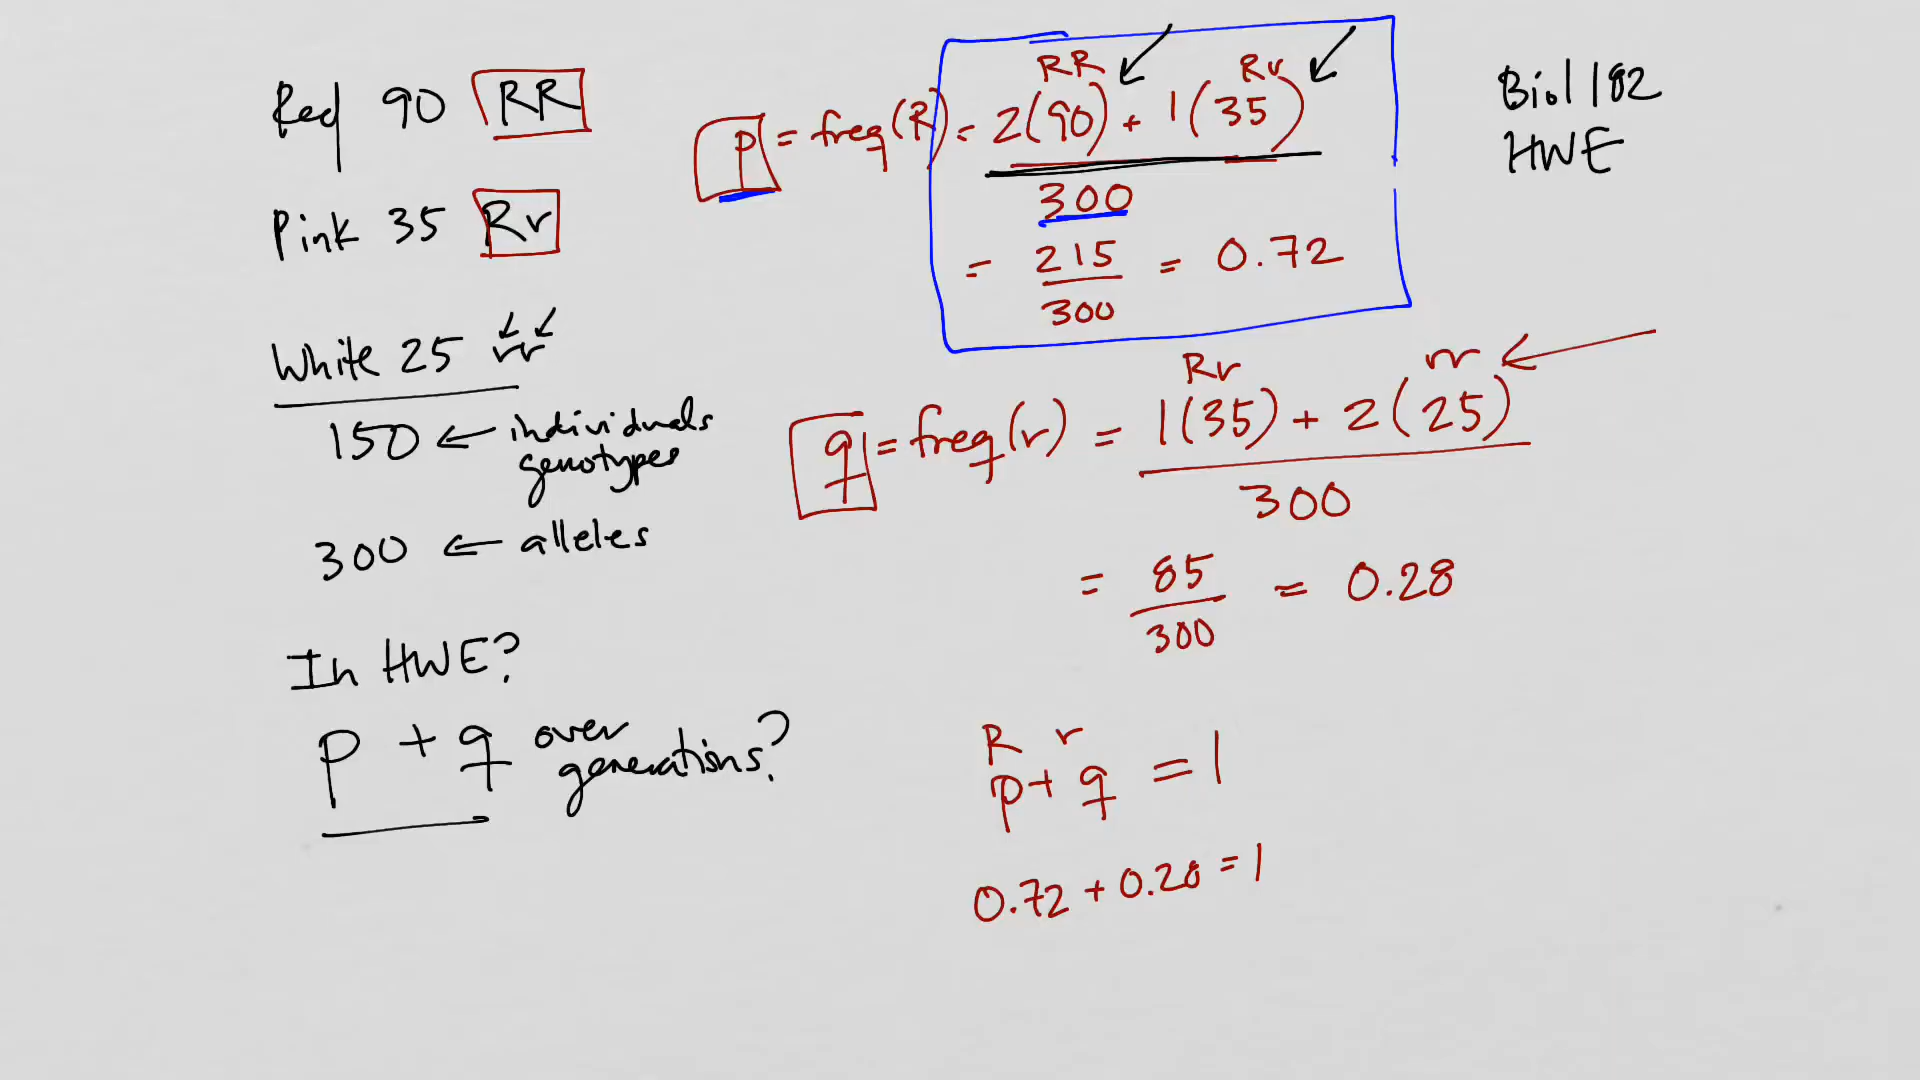 Red 90 RR
Pink 35 Rr
White 25 rr
150 ← individuals
genotypes
300 ← alleles
In HWE?
p + q over
generations?
RR Rr
p = freq(R) = 2(90) + 1(35)
300
= 215 = 0.72
300
Rr rr
q = freq(r) = 1(35) + 2(25)
300
= 85 = 0.28
300
R r
p + q = 1
0.72 + 0.28 = 1
Biol 182
HWE